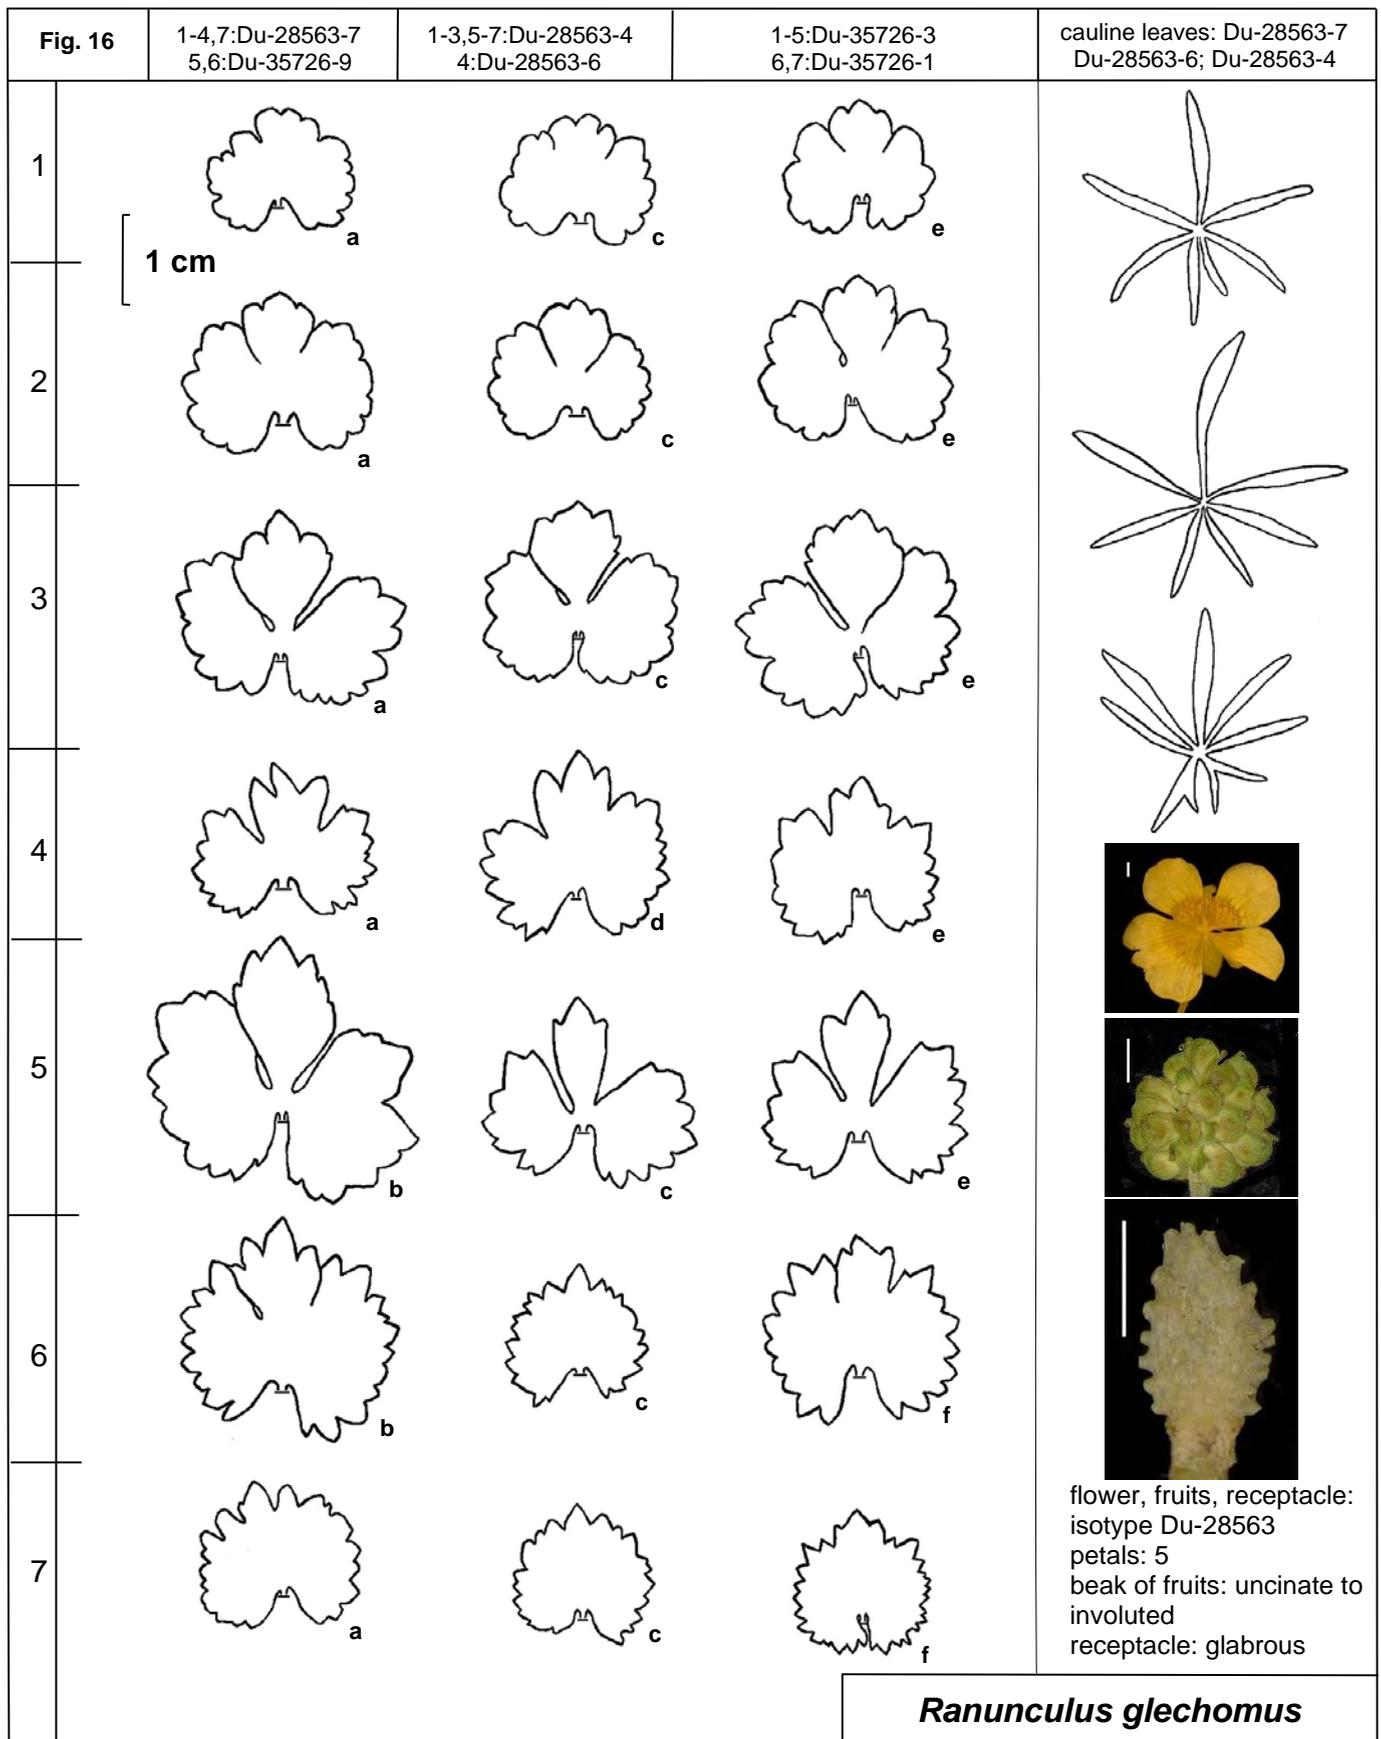 Fig. 16
1-4,7:Du-28563-7
5,6:Du-35726-9
1-3,5-7:Du-28563-4
4:Du-28563-6
1-5:Du-35726-3
6,7:Du-35726-1
cauline leaves: Du-28563-7
Du-28563-6; Du-28563-4
1
a
c
e
1 cm
2
a
c
e
3
a
c
e
4
a
d
e
5
b
c
e
6
b
c
f
7
a
c
f
flower, fruits, receptacle:
isotype Du-28563
petals: 5
beak of fruits: uncinate to
involuted
receptacle: glabrous
Ranunculus glechomus